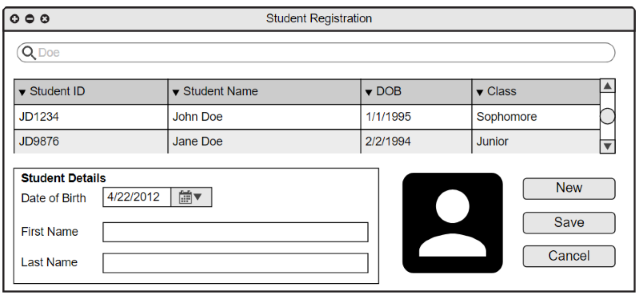 Student Registration
Doe
Student ID Student Name DOB Class
JD1234 John Doe 1/1/1995 Sophomore
JD9876 Jane Doe 2/2/1994 Junior
Student Details
Date of Birth 4/22/2012
First Name
Last Name
New
Save
Cancel